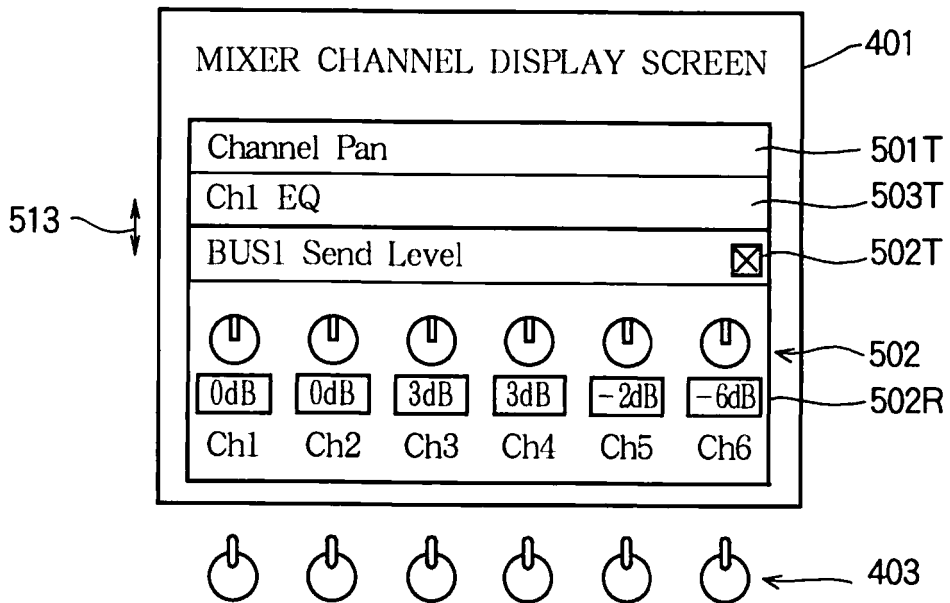 MIXER CHANNEL DISPLAY SCREEN
401
Channel Pan
501T
Ch1 EQ
503T
513
BUS1 Send Level
502T
502
0dB 0dB 3dB 3dB -2dB -6dB
502R
Ch1 Ch2 Ch3 Ch4 Ch5 Ch6
403